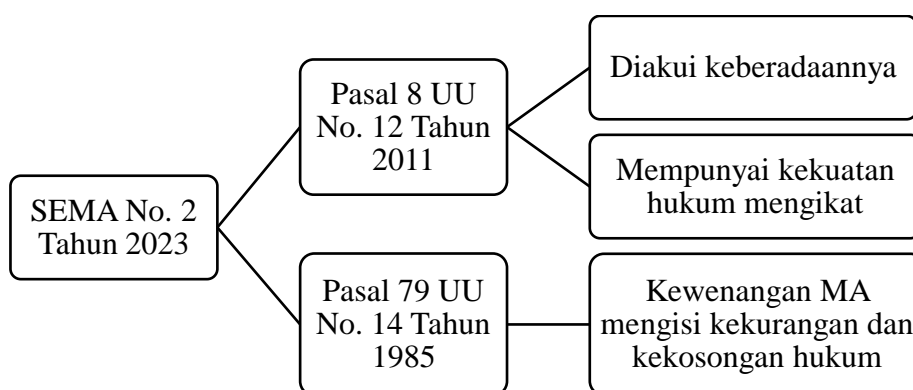 SEMA No. 2
Tahun 2023
Pasal 8 UU
No. 12 Tahun
2011
Diakui keberadaannya
Mempunyai kekuatan
hukum mengikat
Pasal 79 UU
No. 14 Tahun
1985
Kewenangan MA
mengisi kekurangan dan
kekosongan hukum